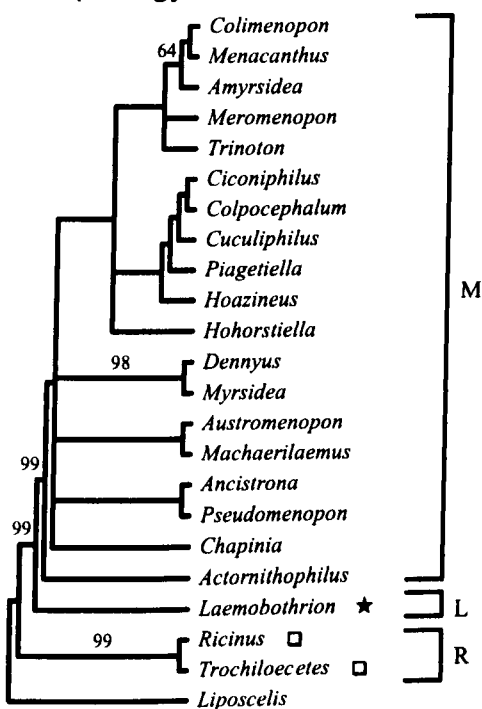 Colimenopon
64
Menacanthus
Amyrsidea
Meromenopon
Trinoton
Ciconiphilus
Colpocephalum
Cuculiphilus
Piagetiella
M
Hoazineus
Hohorstiella
98
Dennyus
Myrsidea
Austromenopon
Machaerilaemus
99
Ancistrona
Pseudomenopon
99
Chapinia
Actornithophilus
Laemobothrion ★
L
99
Ricinus □
R
Trochiloecetes □
Liposcelis